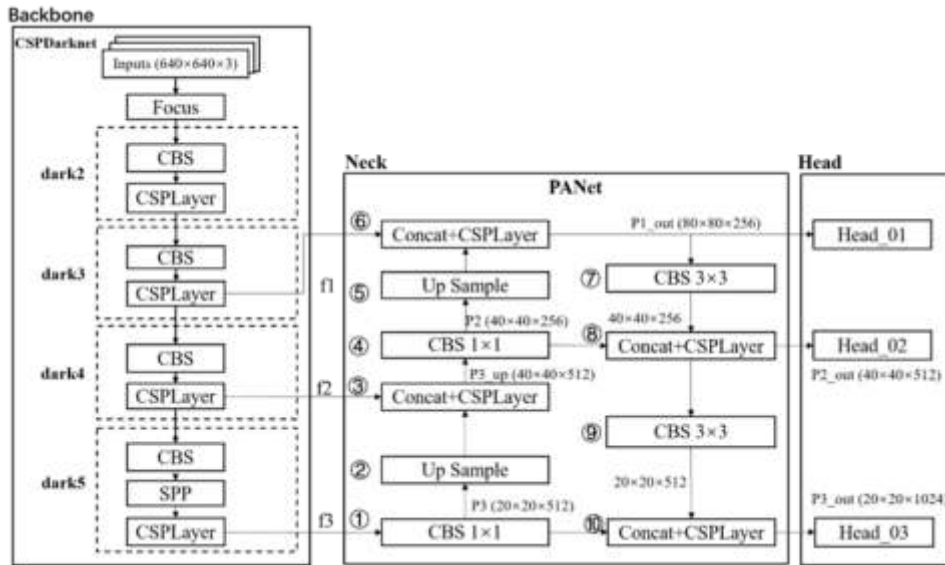 Backbone
CSPDarknet
Inputs (640×640×3)
Focus
dark2
CBS
CSPLayer
dark3
CBS
CSPLayer
dark4
CBS
CSPLayer
dark5
CBS
SPP
CSPLayer
f1
f2
f3
Neck
PANet
⑥ Concat+CSPLayer
⑤ Up Sample
P2 (40×40×256)
④ CBS 1×1
P3_up (40×40×512)
③ Concat+CSPLayer
② Up Sample
P3 (20×20×512)
① CBS 1×1
P1_out (80×80×256)
⑦ CBS 3×3
40×40×256
⑧ Concat+CSPLayer
⑨ CBS 3×3
20×20×512
⑩ Concat+CSPLayer
Head
Head_01
Head_02
P2_out (40×40×512)
P3_out (20×20×1024)
Head_03